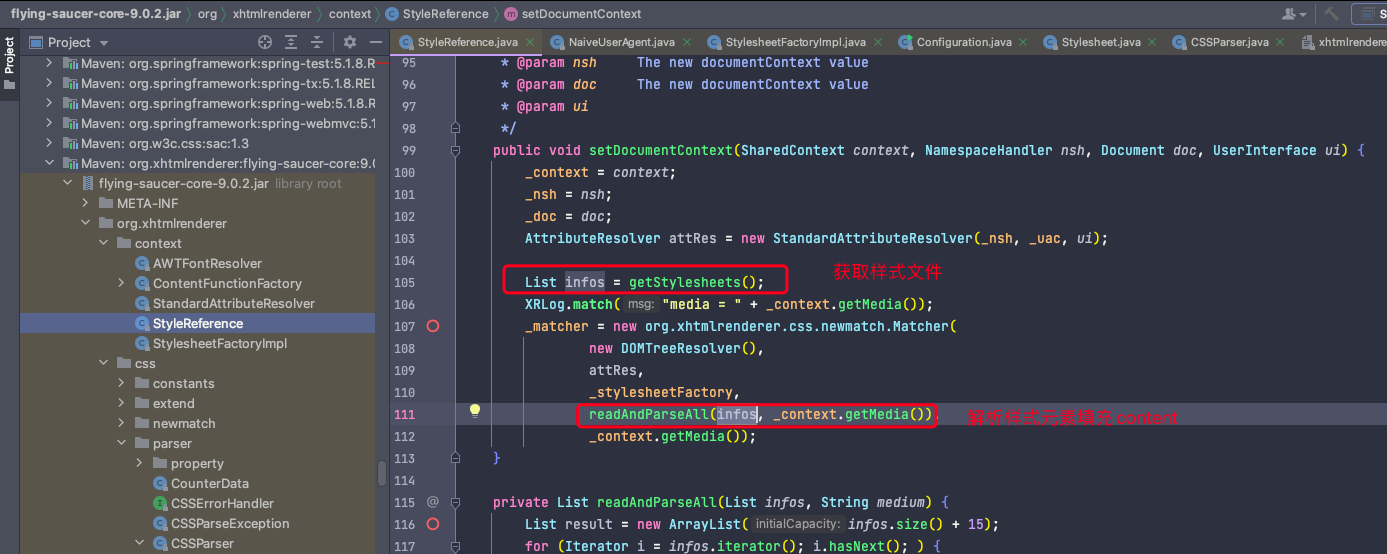 flying-saucer-core-9.0.2.jar org xhtmlrenderer context StyleReference setDocumentContext
Project
Project
StyleReference.java NaiveUserAgent.java StylesheetFactoryImpl.java Configuration.java Stylesheet.java CSSParser.java xhtmlrendere
Maven: org.springframework:spring-test:5.1.8.R
Maven: org.springframework:spring-tx:5.1.8.REL
Maven: org.springframework:spring-web:5.1.8.R
Maven: org.springframework:spring-webmvc:5.1
Maven: org.w3c.css:sac:1.3
Maven: org.xhtmlrenderer:flying-saucer-core:9.0
flying-saucer-core-9.0.2.jar library root
META-INF
org.xhtmlrenderer
context
AWTFontResolver
ContentFunctionFactory
StandardAttributeResolver
StyleReference
StylesheetFactoryImpl
css
constants
extend
newmatch
parser
property
CounterData
CSSErrorHandler
CSSParseException
CSSParser
95 * @param nsh The new documentContext value
96 * @param doc The new documentContext value
97 * @param ui
98 */
99 public void setDocumentContext(SharedContext context, NamespaceHandler nsh, Document doc, UserInterface ui) {
100 _context = context;
101 _nsh = nsh;
102 _doc = doc;
103 AttributeResolver attRes = new StandardAttributeResolver(_nsh, _uac, ui);
104
获取样式文件
105 List infos = getStylesheets();
106 XRLog.match( msg: "media = " + _context.getMedia());
107 _matcher = new org.xhtmlrenderer.css.newmatch.Matcher(
108 new DOMTreeResolver(),
109 attRes,
110 _stylesheetFactory,
111 readAndParseAll(infos, _context.getMedia())
解析样式元素填充 content
112 _context.getMedia());
113 }
114
115 @ private List readAndParseAll(List infos, String medium) {
116 List result = new ArrayList( initialCapacity: infos.size() + 15);
117 for (Iterator i = infos.iterator(); i.hasNext(); ) {